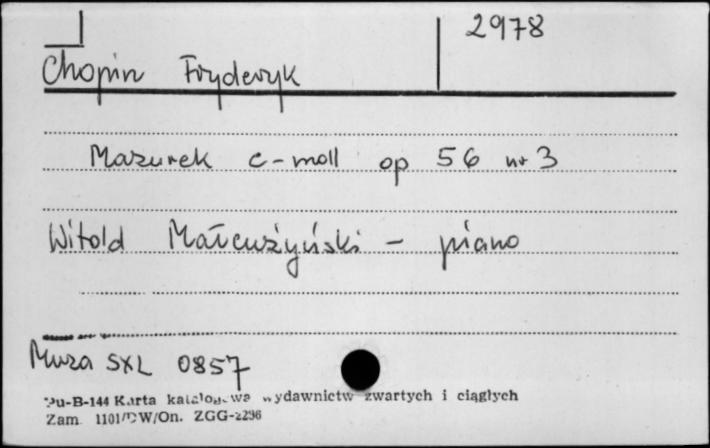 2978
Chopin Fryderyk
Mazurek c-moll op 56 nr 3
Witold Małcużyński - piano
Muza SXL 0857
Pu-B-144 Karta katalogowa wydawnictw zwartych i ciągłych
Zam. 1101/DW/On. ZGG-2296